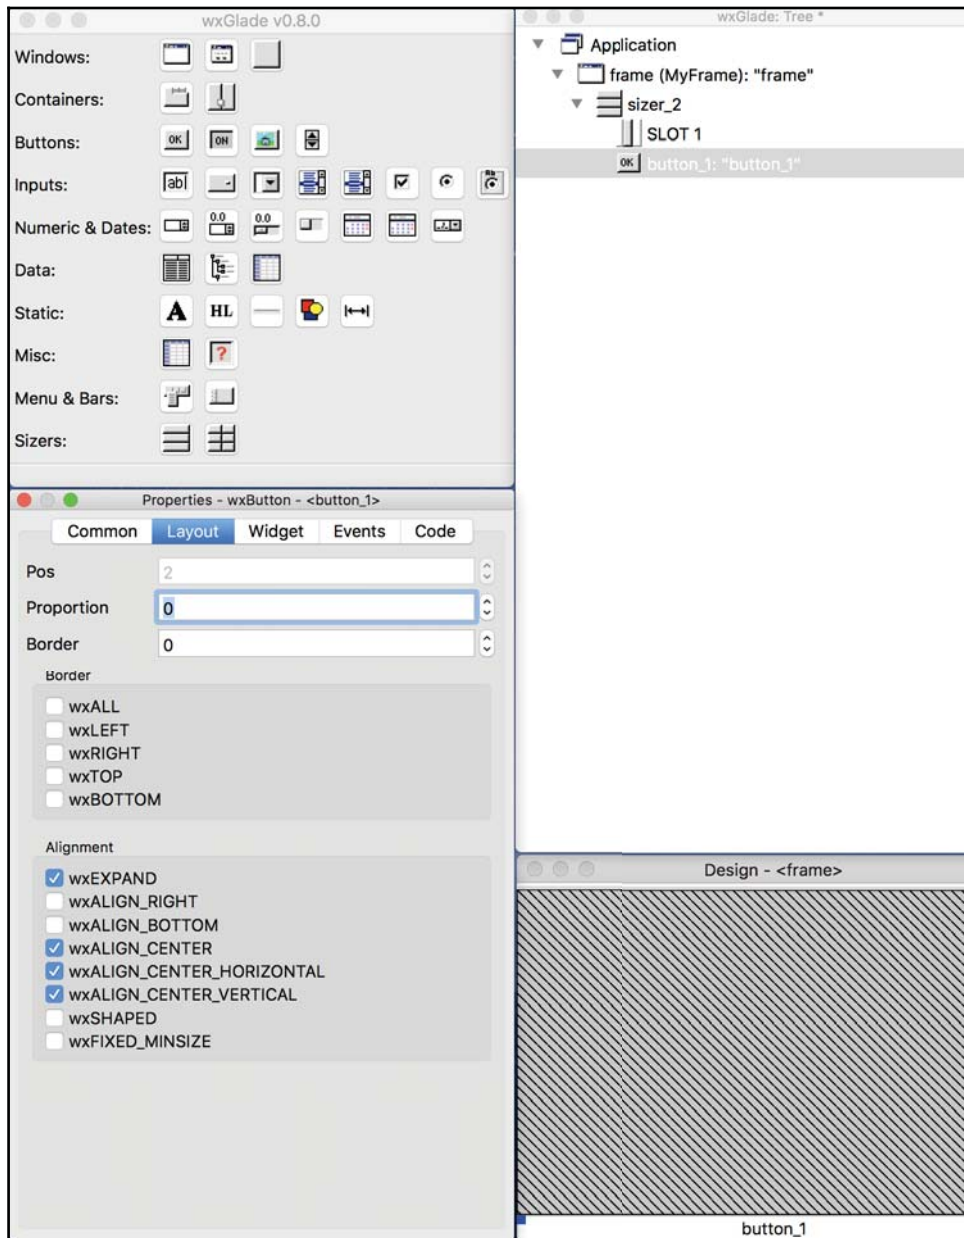 wxGlade v0.8.0
Windows:
Containers:
Buttons:
OK
ON
Inputs:
ab|
Rb
Numeric & Dates:
0.0
0.0
Data:
Static:
A
HL
Misc:
?
Menu & Bars:
Sizers:
wxGlade: Tree *
Application
frame (MyFrame): "frame"
sizer_2
SLOT 1
OK button_1: "button_1"
Properties - wxButton - <button_1>
Common Layout Widget Events Code
Pos 2
Proportion 0
Border 0
Border
wxALL
wxLEFT
wxRIGHT
wxTOP
wxBOTTOM
Alignment
wxEXPAND
wxALIGN_RIGHT
wxALIGN_BOTTOM
wxALIGN_CENTER
wxALIGN_CENTER_HORIZONTAL
wxALIGN_CENTER_VERTICAL
wxSHAPED
wxFIXED_MINSIZE
Design - <frame>
button_1